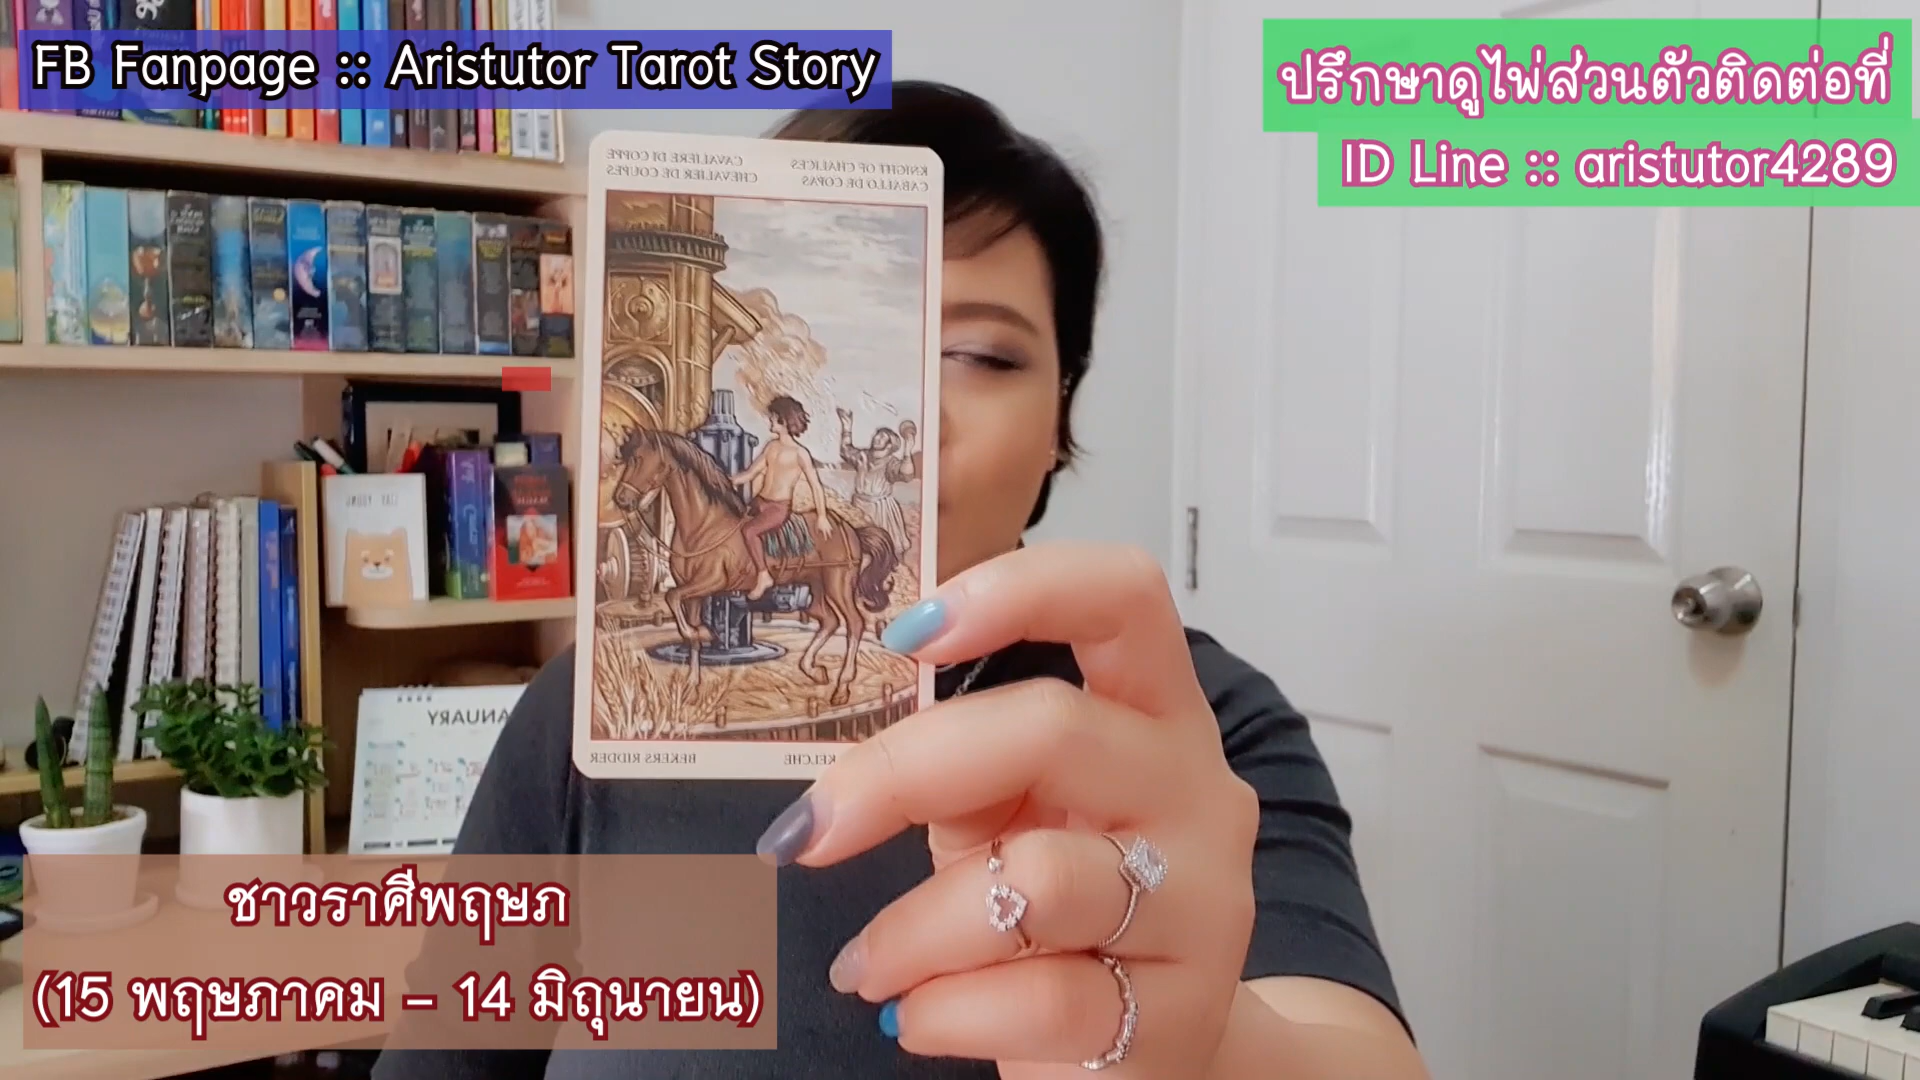 FB Fanpage :: Aristutor Tarot Story
ปรึกษาดูไพ่ส่วนตัวติดต่อที่
ID Line :: aristutor4289
KNIGHT OF CHALICES
CABALLO DE COPAS
CAVALIERE DI COPPE
CHEVALIER DE COUPES
KELCHE
BEKERS RIDDER
ANUARY
ชาวราศีพฤษภ
(15 พฤษภาคม – 14 มิถุนายน)